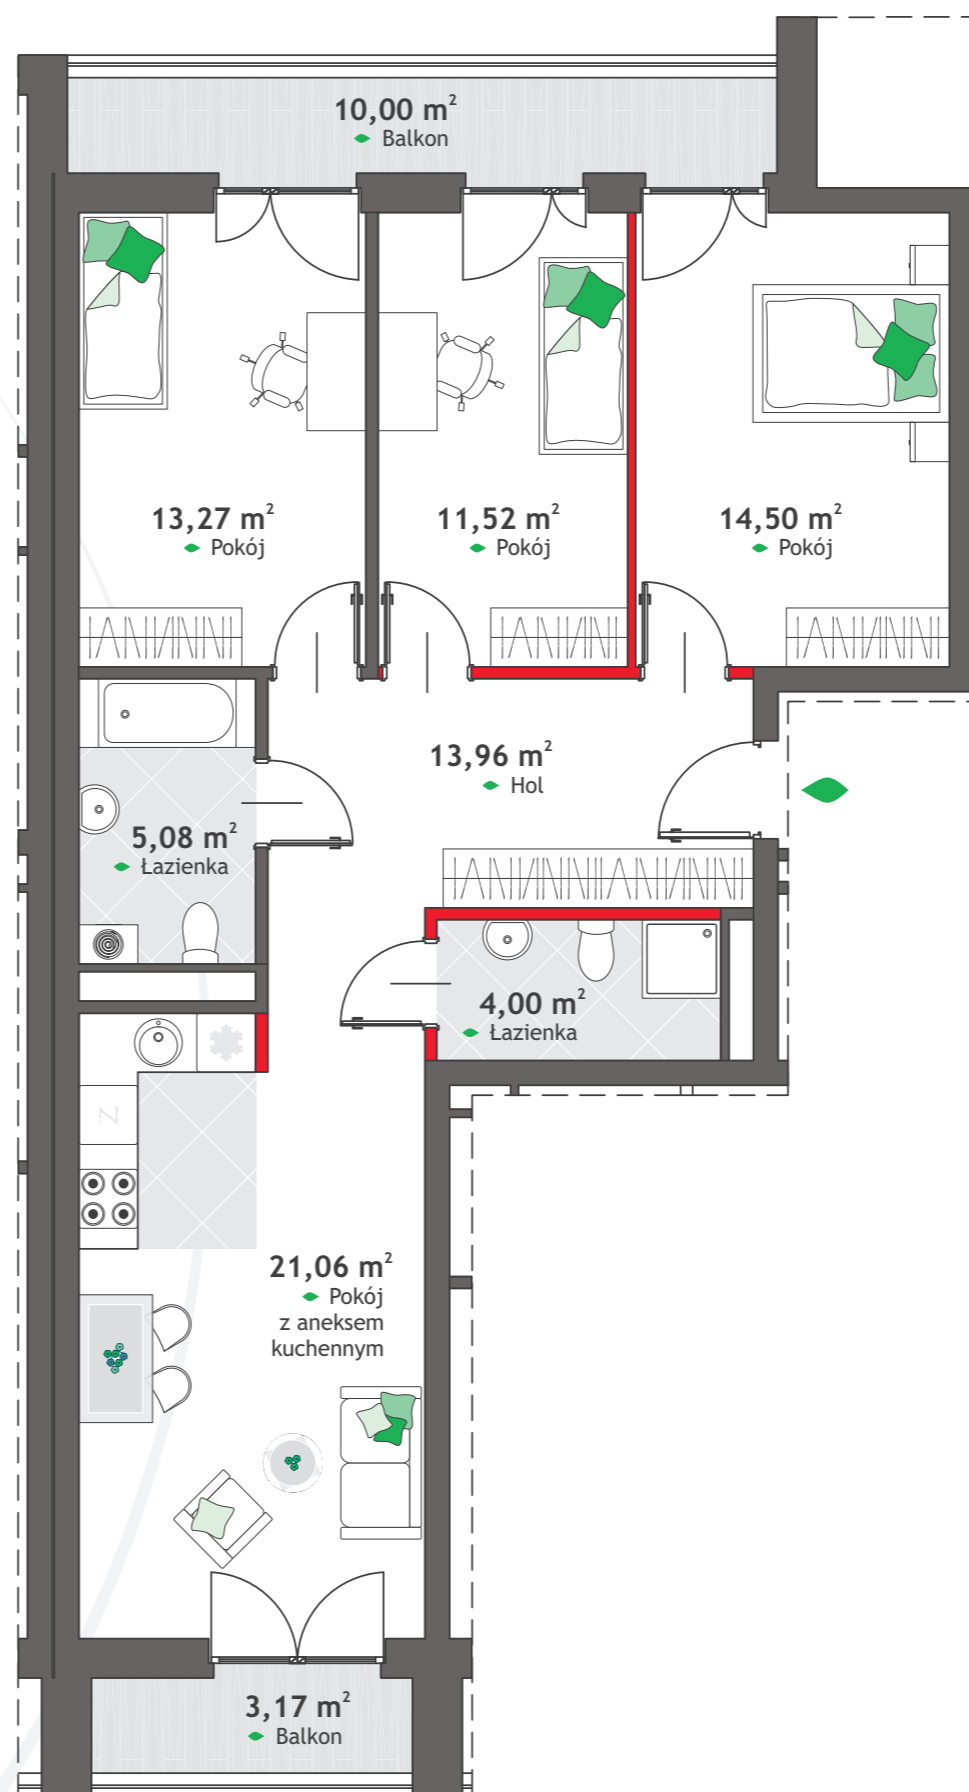 10,00 m²
Balkon
13,27 m²
Pokój
11,52 m²
Pokój
14,50 m²
Pokój
13,96 m²
Hol
5,08 m²
Łazienka
4,00 m²
Łazienka
Z
21,06 m²
Pokój
z aneksem
kuchennym
3,17 m²
Balkon